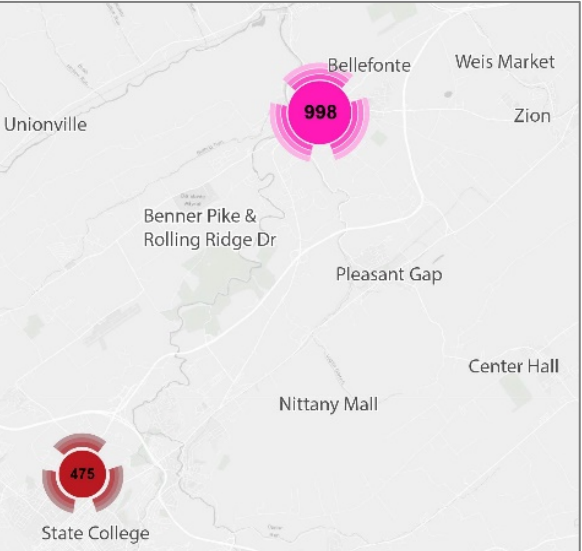 Bellefonte
Weis Market
998
Zion
Unionville
Benner Pike &
Rolling Ridge Dr
Pleasant Gap
Center Hall
Nittany Mall
475
State College